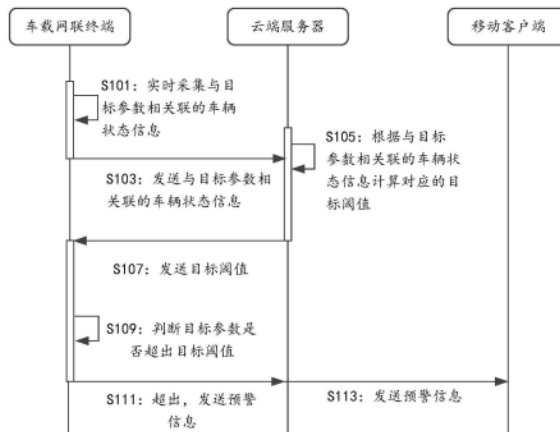 车载网联终端
云端服务器
移动客户端
S101: 实时采集与目
标参数相关联的车辆
状态信息
S105: 根据与目标
参数相关联的车辆状
态信息计算对应的目
标阈值
S103: 发送与目标参数相
关联的车辆状态信息
S107: 发送目标阈值
S109: 判断目标参数是
否超出目标阈值
S111: 超出, 发送预警
信息
S113: 发送预警信息